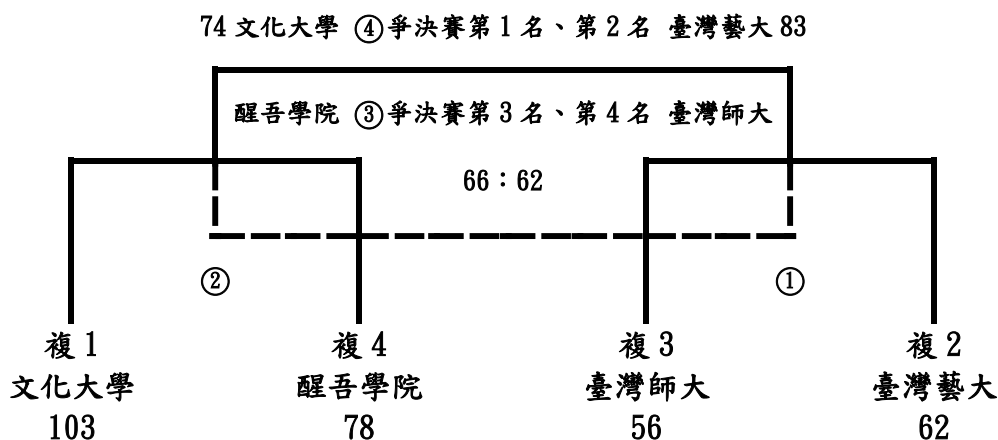 74 文化大學 ④爭決賽第 1 名、第 2 名 臺灣藝大 83
醒吾學院 ③爭決賽第 3 名、第 4 名 臺灣師大
66：62
② ①
複 1 複 4 複 3 複 2
文化大學 醒吾學院 臺灣師大 臺灣藝大
103 78 56 62